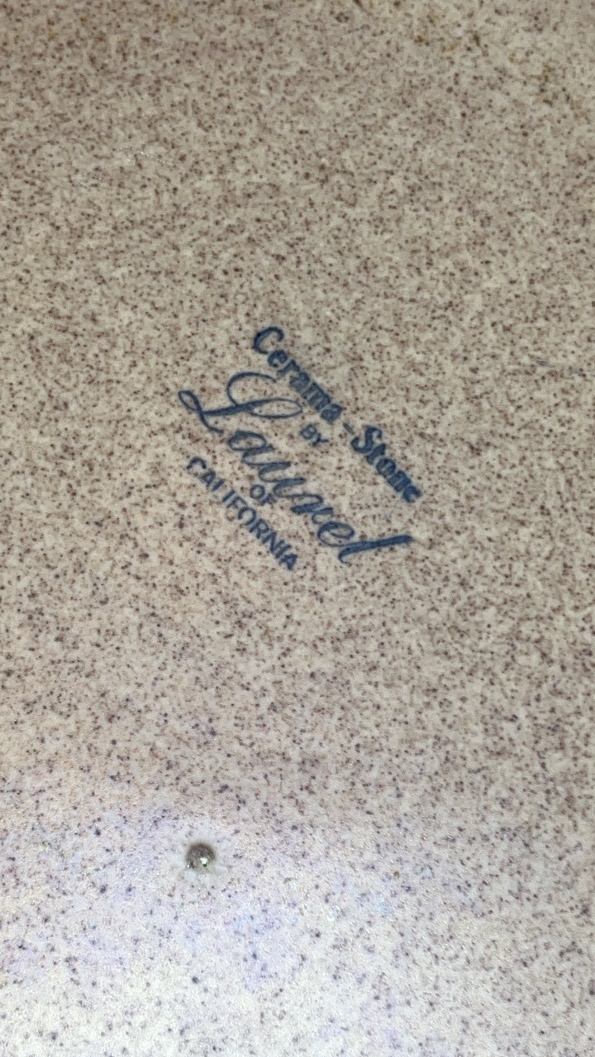 Cerama-Stone
BY
Laurel
OF
CALIFORNIA